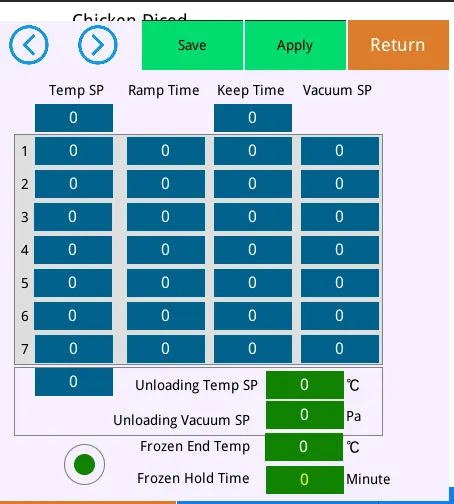 Chicken Diced
Save Apply Return
Temp SP Ramp Time Keep Time Vacuum SP
0 0
1 0 0 0 0
2 0 0 0 0
3 0 0 0 0
4 0 0 0 0
5 0 0 0 0
6 0 0 0 0
7 0 0 0 0
0 Unloading Temp SP 0 ℃
Unloading Vacuum SP 0 Pa
Frozen End Temp 0 ℃
Frozen Hold Time 0 Minute